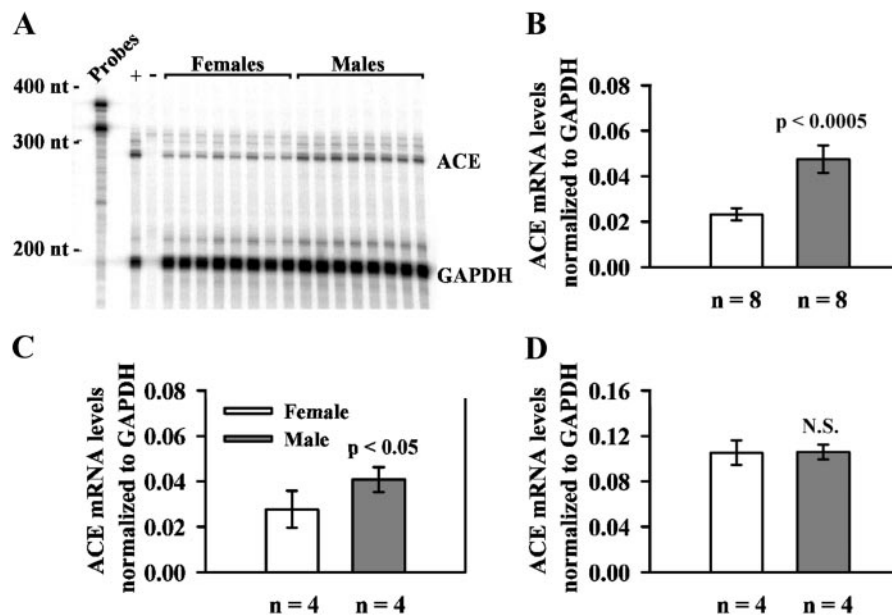 A
Probes
+ -
Females
Males
400 nt -
300 nt -
200 nt -
ACE
GAPDH
B
ACE mRNA levels
normalized to GAPDH
0.08
0.06
0.04
0.02
0.00
p < 0.0005
n = 8 n = 8
C
ACE mRNA levels
normalized to GAPDH
0.08
0.06
0.04
0.02
0.00
Female
Male
p < 0.05
n = 4 n = 4
D
ACE mRNA levels
normalized to GAPDH
0.16
0.12
0.08
0.04
0.00
N.S.
n = 4 n = 4